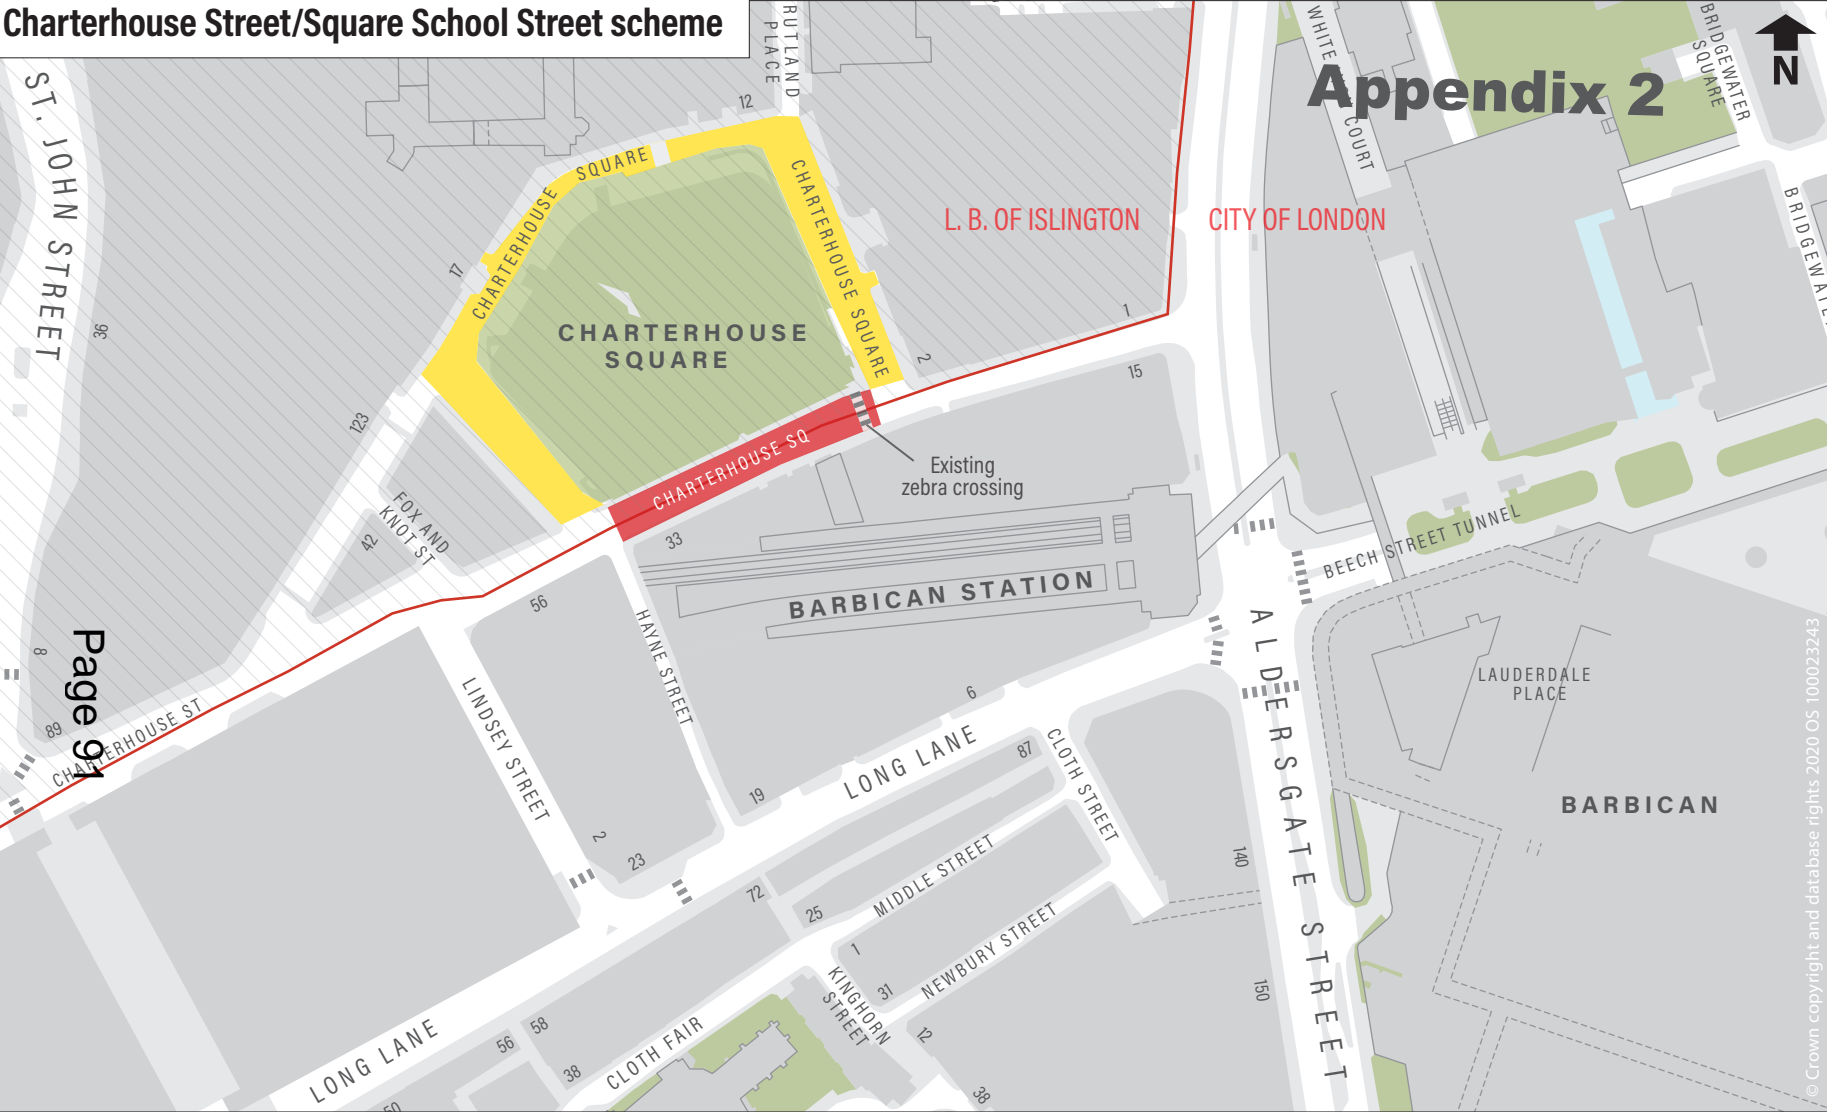 Charterhouse Street/Square School Street scheme
Appendix 2
N
RUTLAND
PLACE
WHITE
COURT
BRIDGEWATER
SQUARE
ST. JOHN STREET
12
CHARTERHOUSE SQUARE
CHARTERHOUSE SQUARE
L. B. OF ISLINGTON
CITY OF LONDON
17
36
1
2
15
CHARTERHOUSE
SQUARE
123
CHARTERHOUSE SQ
Existing
zebra crossing
FOX AND
KNOT ST
42
33
BEECH STREET TUNNEL
BARBICAN STATION
56
HAYNE STREET
8
Page 91
89
CHARTERHOUSE ST
LINDSEY STREET
6
LONG LANE
87
CLOTH STREET
ALDERSGATE STREET
LAUDERDALE
PLACE
BARBICAN
19
2
23
72
25
MIDDLE STREET
140
1
31
NEWBURY STREET
KINGHORN
STREET
150
12
38
LONG LANE
56
58
38
50
CLOTH FAIR
© Crown copyright and database rights 2020 OS 100023243